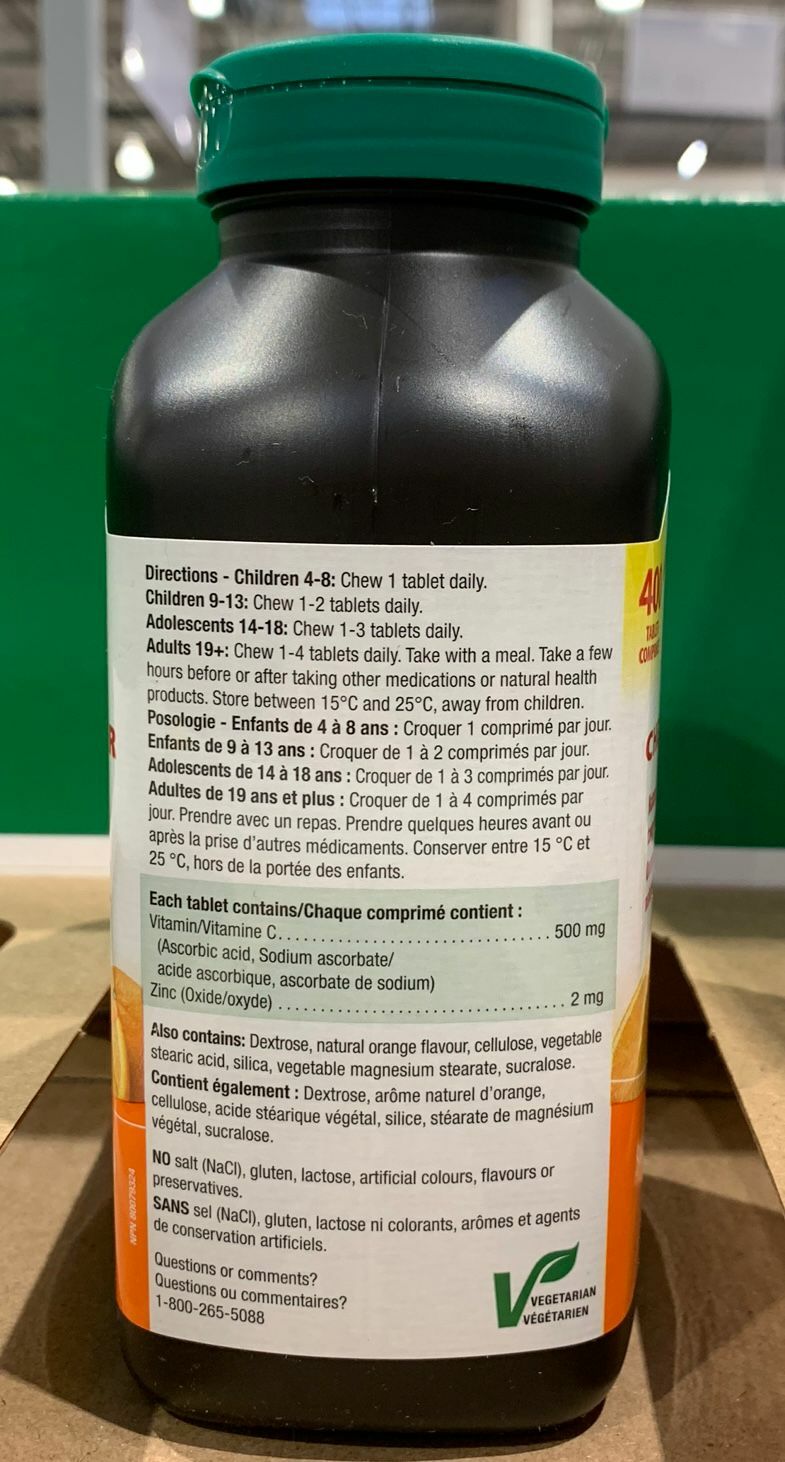 Directions - Children 4-8: Chew 1 tablet daily.
Children 9-13: Chew 1-2 tablets daily.
Adolescents 14-18: Chew 1-3 tablets daily.
Adults 19+: Chew 1-4 tablets daily. Take with a meal. Take a few
hours before or after taking other medications or natural health
products. Store between 15°C and 25°C, away from children.
Posologie - Enfants de 4 à 8 ans : Croquer 1 comprimé par jour.
Enfants de 9 à 13 ans : Croquer de 1 à 2 comprimés par jour.
Adolescents de 14 à 18 ans : Croquer de 1 à 3 comprimés par jour.
Adultes de 19 ans et plus : Croquer de 1 à 4 comprimés par
jour. Prendre avec un repas. Prendre quelques heures avant ou
après la prise d'autres médicaments. Conserver entre 15 °C et
25 °C, hors de la portée des enfants.
Each tablet contains/Chaque comprimé contient :
Vitamin/Vitamine C. . . . . . . . . . . . . . . . . . . . . . . . . . . . . . . . 500 mg
(Ascorbic acid, Sodium ascorbate/
acide ascorbique, ascorbate de sodium)
Zinc (Oxide/oxyde) . . . . . . . . . . . . . . . . . . . . . . . . . . . . . . . . . 2 mg
Also contains: Dextrose, natural orange flavour, cellulose, vegetable
stearic acid, silica, vegetable magnesium stearate, sucralose.
Contient également : Dextrose, arôme naturel d'orange,
cellulose, acide stéarique végétal, silice, stéarate de magnésium
végétal, sucralose.
NO salt (NaCl), gluten, lactose, artificial colours, flavours or
preservatives.
SANS sel (NaCl), gluten, lactose ni colorants, arômes et agents
de conservation artificiels.
Questions or comments?
Questions ou commentaires?
1-800-265-5088
VEGETARIAN
VÉGÉTARIEN
NPN 80079324
R
400